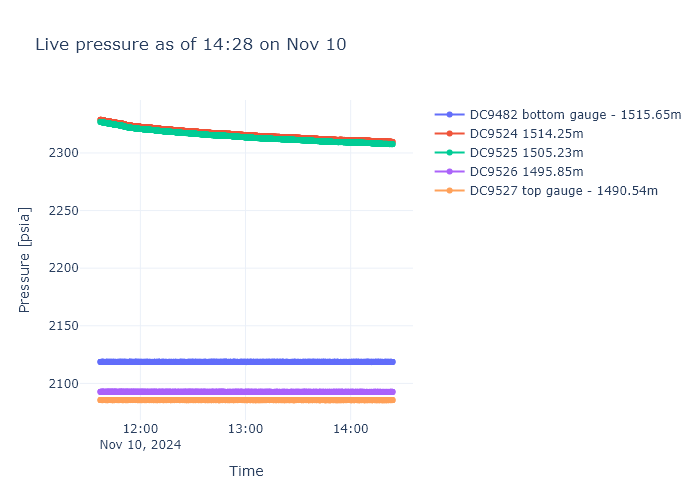 Live pressure as of 14:28 on Nov 10
DC9482 bottom gauge - 1515.65m
DC9524 1514.25m
DC9525 1505.23m
DC9526 1495.85m
DC9527 top gauge - 1490.54m
Pressure [psia]
2300
2250
2200
2150
2100
12:00
Nov 10, 2024
13:00
14:00
Time